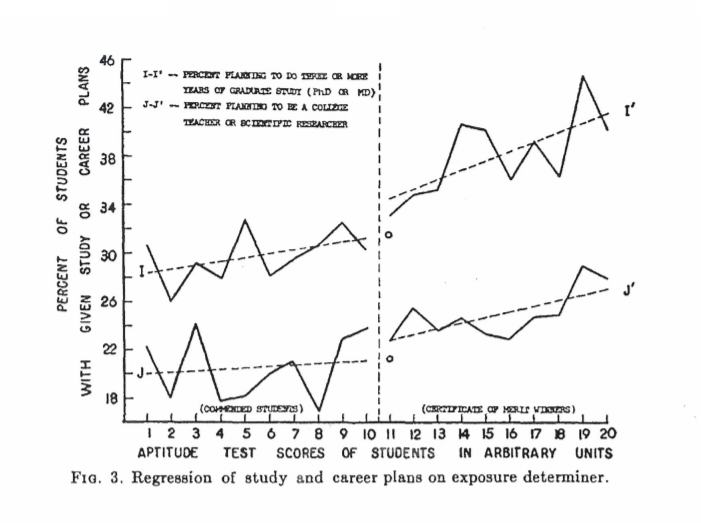 46
42
38
34
30
26
22
18
PERCENT OF STUDENTS
WITH GIVEN STUDY OR CAREER PLANS
I-I' -- PERCENT PLANNING TO DO THREE OR MORE
YEARS OF GRADUATE STUDY (PhD OR MD)
J-J' -- PERCENT PLANNING TO BE A COLLEGE
TEACHER OR SCIENTIFIC RESEARCHER
I'
I
J'
J
(COMMENDED STUDENTS)
(CERTIFICATE OF MERIT WINNERS)
1 2 3 4 5 6 7 8 9 10 11 12 13 14 15 16 17 18 19 20
APTITUDE TEST SCORES OF STUDENTS IN ARBITRARY UNITS
FIG. 3. Regression of study and career plans on exposure determiner.